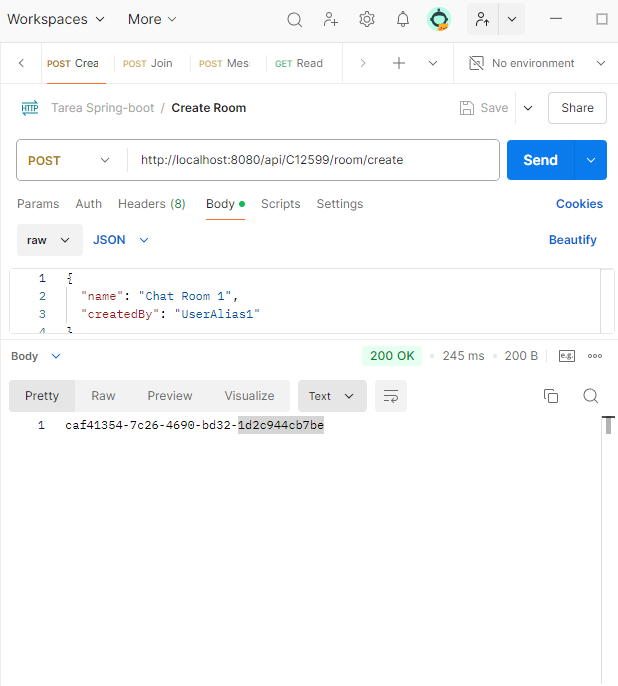 Workspaces More
POST Crea POST Join POST Mes GET Read No environment
HTTP Tarea Spring-boot / Create Room Save Share
POST http://localhost:8080/api/C12599/room/create Send
Params Auth Headers (8) Body Scripts Settings Cookies
raw JSON Beautify
1 {
2 "name": "Chat Room 1",
3 "createdBy": "UserAlias1"
4 }
Body 200 OK 245 ms 200 B e.g.
Pretty Raw Preview Visualize Text
1 caf41354-7c26-4690-bd32-1d2c944cb7be